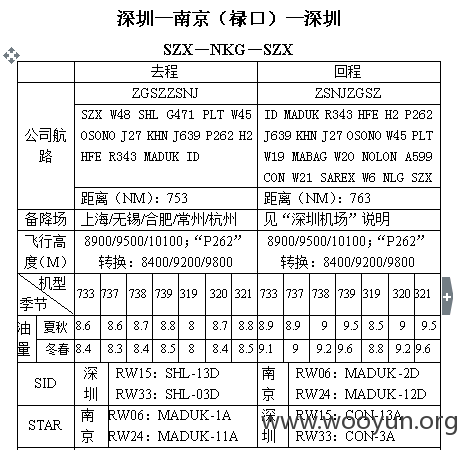 深圳—南京（禄口）—深圳
SZX—NKG—SZX
去程 回程
公司航路
ZGSZZSNJ
SZX W48 SHL G471 PLT W45
OSONO J27 KHN J639 P262 H2
HFE R343 MADUK ID
距离（NM）：753
ZSNJZGSZ
ID MADUK R343 HFE H2 P262
J639 KHN J27 OSONO W45 PLT
W19 MABAG W20 NOLON A599
CON W21 SAREX W6 NLG SZX
距离（NM）：763
备降场 上海/无锡/合肥/常州/杭州 见“深圳机场”说明
飞行高度(M)
8900/9500/10100；“P262”
转换：8400/9200/9800
8900/9500/10100；“P262”
转换：8400/9200/9800
机型
季节
733 737 738 739 319 320 321 733 737 738 739 319 320 321
油量
夏秋 8.6 8.6 8.7 8.8 8 8.4 8.8 8.9 8.9 9 9.5 8.5 9 9.5
冬春 8.4 8.3 8.4 8.5 8 8.4 8.5 9.1 9 9.2 9.6 8.8 9.2 9.6
SID
深圳
RW15：SHL-13D
RW33：SHL-03D
南京
RW06：MADUK-2D
RW24：MADUK-12D
STAR
南京
RW06：MADUK-1A
RW24：MADUK-11A
深圳
RW15：CON-13A
RW33：CON-3A
www.wooyun.org